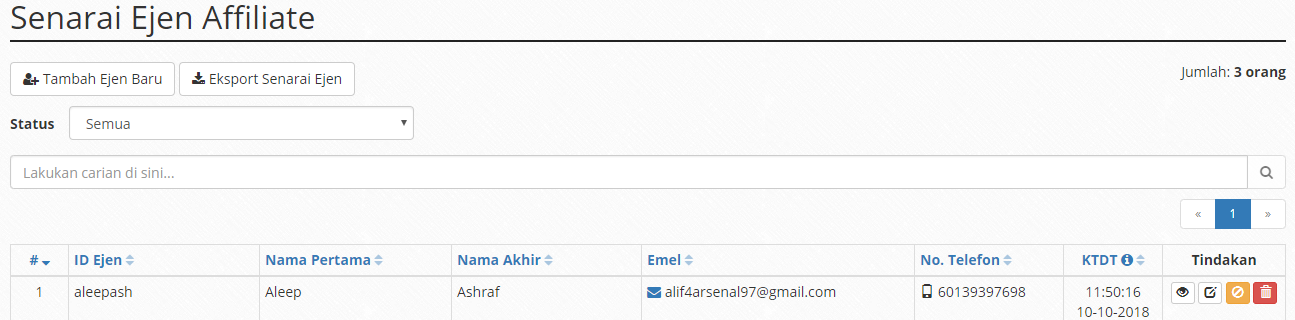 Senarai Ejen Affiliate
Tambah Ejen Baru Eksport Senarai Ejen Jumlah: 3 orang
Status Semua
Lakukan carian di sini...
« 1 »
# ID Ejen Nama Pertama Nama Akhir Emel No. Telefon KTDT Tindakan
1 aleepash Aleep Ashraf alif4arsenal97@gmail.com 60139397698 11:50:16
10-10-2018